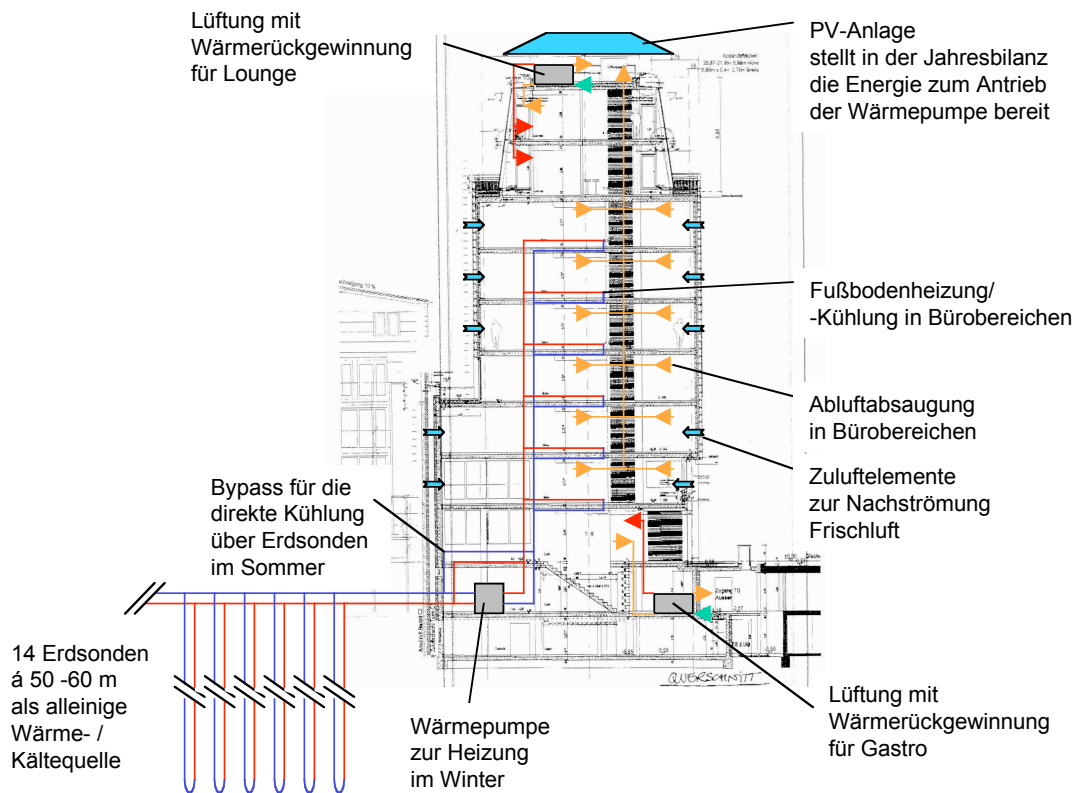 Lüftung mit
Wärmerückgewinnung
für Lounge
PV-Anlage
stellt in der Jahresbilanz
die Energie zum Antrieb
der Wärmepumpe bereit
Fußbodenheizung/
-Kühlung in Bürobereichen
Abluftabsaugung
in Bürobereichen
Zuluftelemente
zur Nachströmung
Frischluft
Bypass für die
direkte Kühlung
über Erdsonden
im Sommer
14 Erdsonden
á 50 -60 m
als alleinige
Wärme- /
Kältequelle
Wärmepumpe
zur Heizung
im Winter
QUERSCHNITT
Lüftung mit
Wärmerückgewinnung
für Gastro